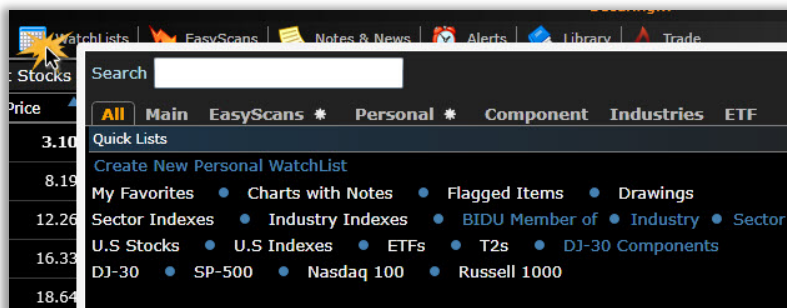 WatchLists EasyScans Notes & News Alerts Library Trade
Stocks Search
Price All Main EasyScans * Personal * Component Industries ETF
3.10 Quick Lists
Create New Personal WatchList
8.19 My Favorites • Charts with Notes • Flagged Items • Drawings
12.26 Sector Indexes • Industry Indexes • BIDU Member of • Industry • Sector
U.S Stocks • U.S Indexes • ETFs • T2s • DJ-30 Components
16.33 DJ-30 • SP-500 • Nasdaq 100 • Russell 1000
18.64